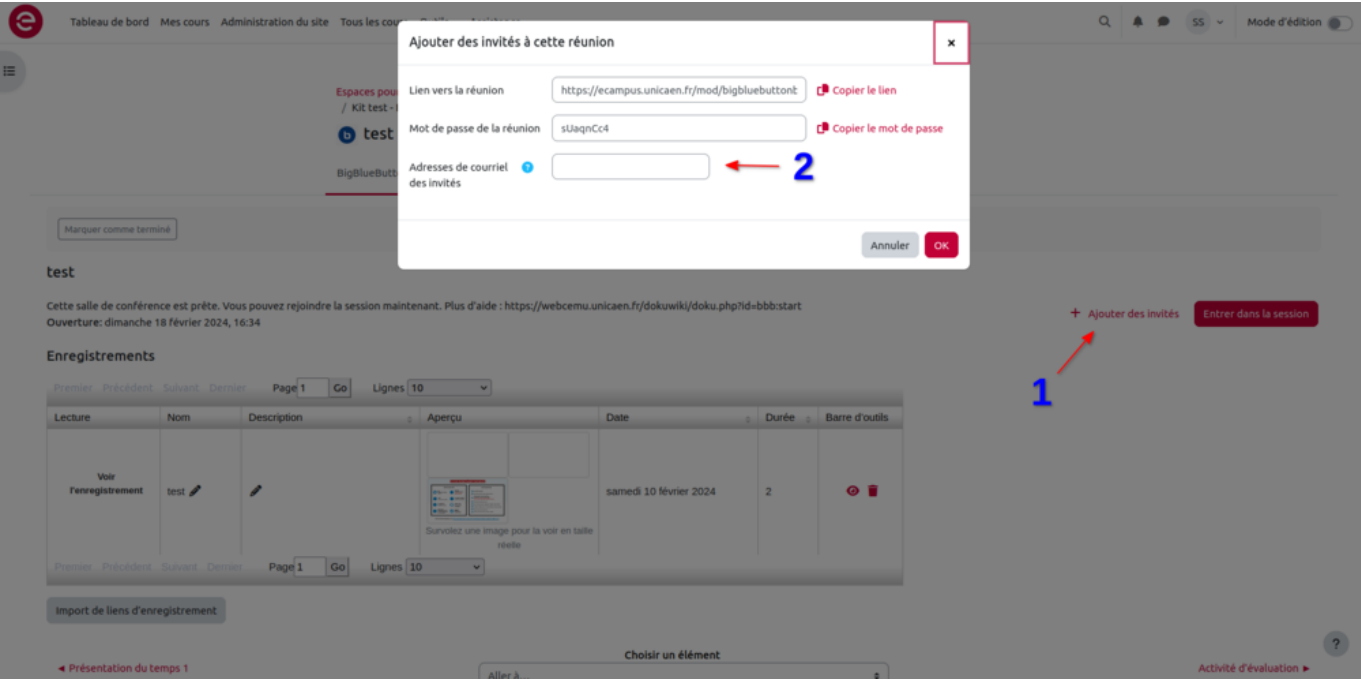 Tableau de bord Mes cours Administration du site Tous les cours Outils Assistance
SS Mode d'édition
Ajouter des invités à cette réunion
×
Espaces pou
/ Kit test -
Lien vers la réunion https://ecampus.unicaen.fr/mod/bigbluebuttont Copier le lien
b test
Mot de passe de la réunion sUaqnCc4 Copier le mot de passe
Adresses de courriel ? 2
des invités
BigBlueButt
Marquer comme terminé
Annuler OK
test
Cette salle de conférence est prête. Vous pouvez rejoindre la session maintenant. Plus d'aide : https://webcemu.unicaen.fr/dokuwiki/doku.php?id=bbb:start
Ouverture: dimanche 18 février 2024, 16:34
+ Ajouter des invités Entrer dans la session
Enregistrements
1
Premier Précédent Suivant Dernier Page 1 Go Lignes 10
Lecture Nom Description Aperçu Date Durée Barre d'outils
Voir
l'enregistrement test samedi 10 février 2024 2
Survolez une image pour la voir en taille
réelle
Premier Précédent Suivant Dernier Page 1 Go Lignes 10
Import de liens d'enregistrement
?
Choisir un élément
◄ Présentation du temps 1 Aller à... Activité d'évaluation ►